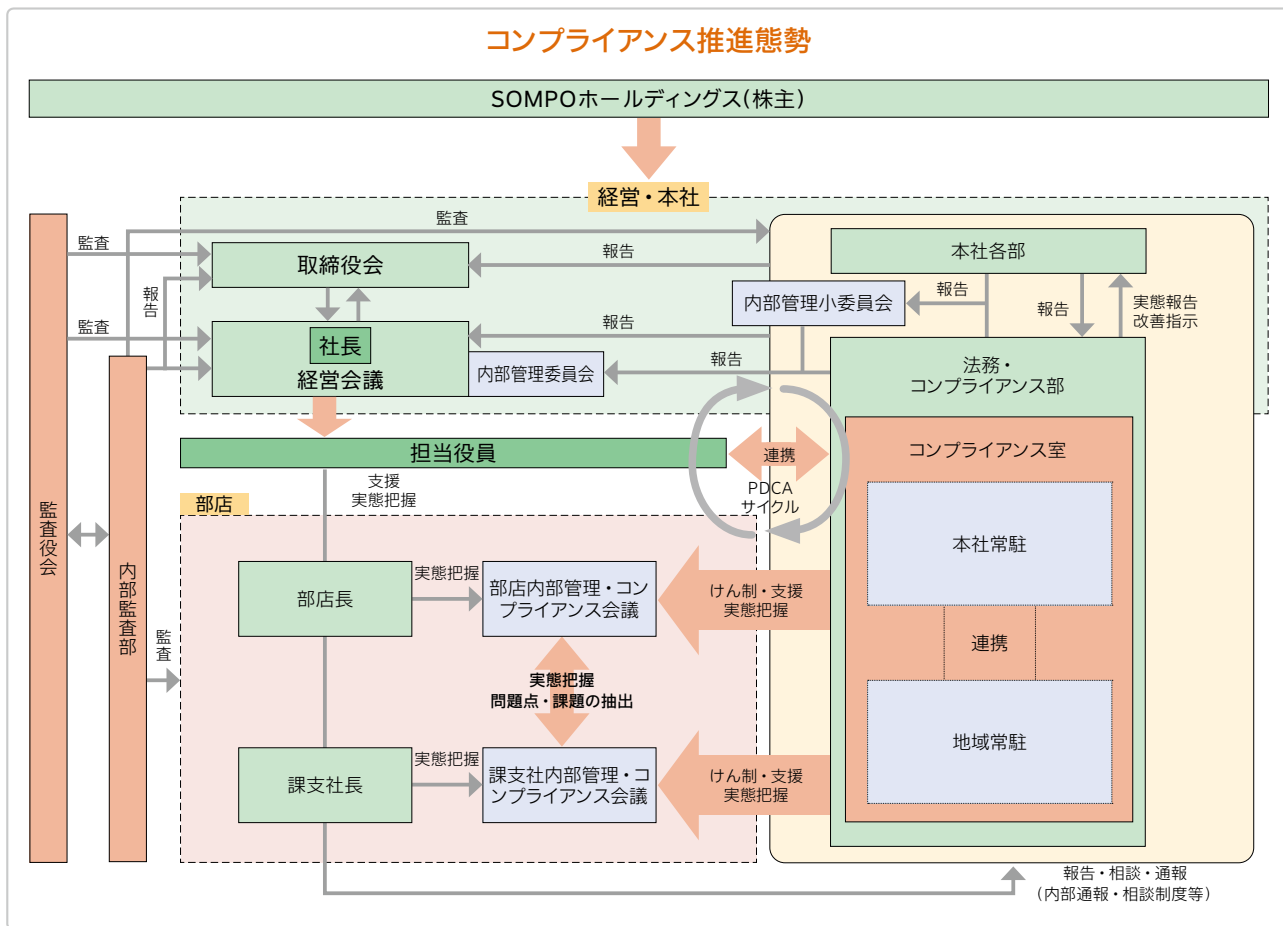 コンプライアンス推進態勢
SOMPOホールディングス(株主)
経営・本社
監査
監査
取締役会
報告
本社各部
報告
内部管理小委員会
報告
報告
実態報告
改善指示
監査
報告
社長
経営会議
内部管理委員会
報告
法務・
コンプライアンス部
担当役員
連携
コンプライアンス室
支援
実態把握
PDCA
サイクル
部店
監査役会
内部監査部
監査
本社常駐
部店長
実態把握
部店内部管理・コン
プライアンス会議
けん制・支援
実態把握
連携
実態把握
問題点・課題の抽出
地域常駐
課支社長
実態把握
課支社内部管理・コ
ンプライアンス会議
けん制・支援
実態把握
報告・相談・通報
(内部通報・相談制度等)